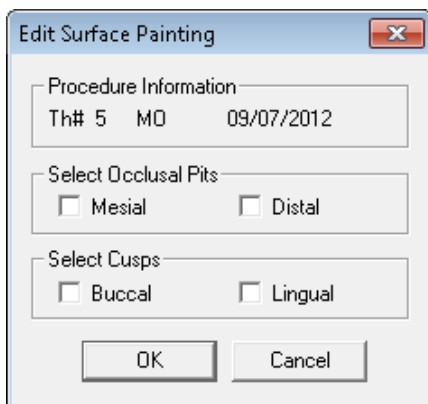 Edit Surface Painting
Procedure Information
Th# 5 MO 09/07/2012
Select Occlusal Pits
Mesial Distal
Select Cusps
Buccal Lingual
OK Cancel